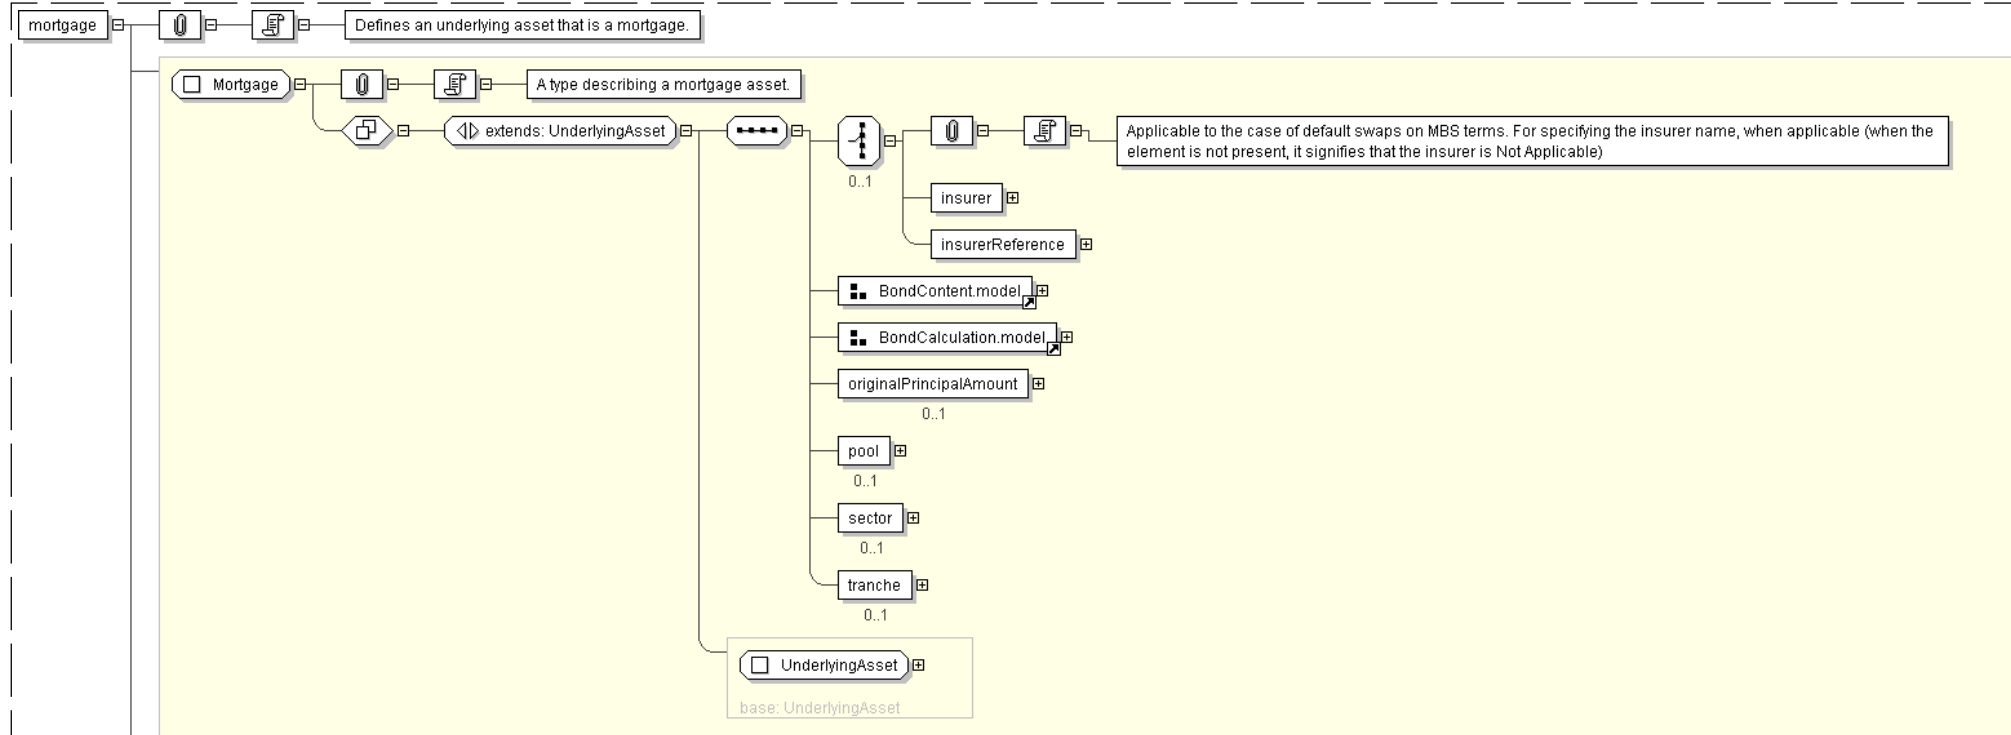 mortgage
Defines an underlying asset that is a mortgage.
Mortgage
A type describing a mortgage asset.
extends: UnderlyingAsset
0..1
Applicable to the case of default swaps on MBS terms. For specifying the insurer name, when applicable (when the
element is not present, it signifies that the insurer is Not Applicable)
insurer
insurerReference
BondContent.model
BondCalculation.model
originalPrincipalAmount
0..1
pool
0..1
sector
0..1
tranche
0..1
UnderlyingAsset
base: UnderlyingAsset